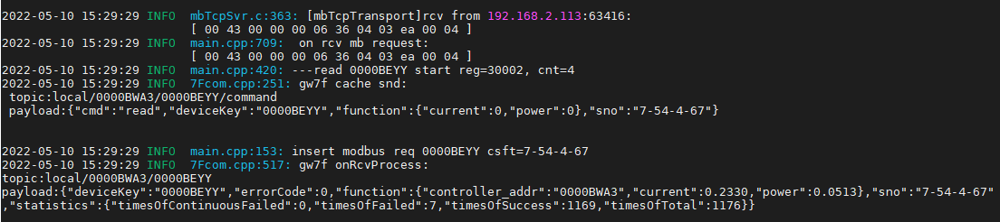 2022-05-10 15:29:29 INFO  mbTcpSvr.c:363: [mbTcpTransport]rcv from 192.168.2.113:63416:
[ 00 43 00 00 00 06 36 04 03 ea 00 04 ]
2022-05-10 15:29:29 INFO  main.cpp:709:  on rcv mb request:
[ 00 43 00 00 00 06 36 04 03 ea 00 04 ]
2022-05-10 15:29:29 INFO  main.cpp:420: ---read 0000BEYY start reg=30002, cnt=4
2022-05-10 15:29:29 INFO  7Fcom.cpp:251: gw7f cache snd:
topic:local/0000BWA3/0000BEYY/command
payload:{"cmd":"read","deviceKey":"0000BEYY","function":{"current":0,"power":0},"sno":"7-54-4-67"}
2022-05-10 15:29:29 INFO  main.cpp:153: insert modbus req 0000BEYY csft=7-54-4-67
2022-05-10 15:29:29 INFO  7Fcom.cpp:517: gw7f onRcvProcess:
topic:local/0000BWA3/0000BEYY
payload:{"deviceKey":"0000BEYY","errorCode":0,"function":{"controller_addr":"0000BWA3","current":0.2330,"power":0.0513},"sno":"7-54-4-67"
,"statistics":{"timesOfContinuousFailed":0,"timesOfFailed":7,"timesOfSuccess":1169,"timesOfTotal":1176}}